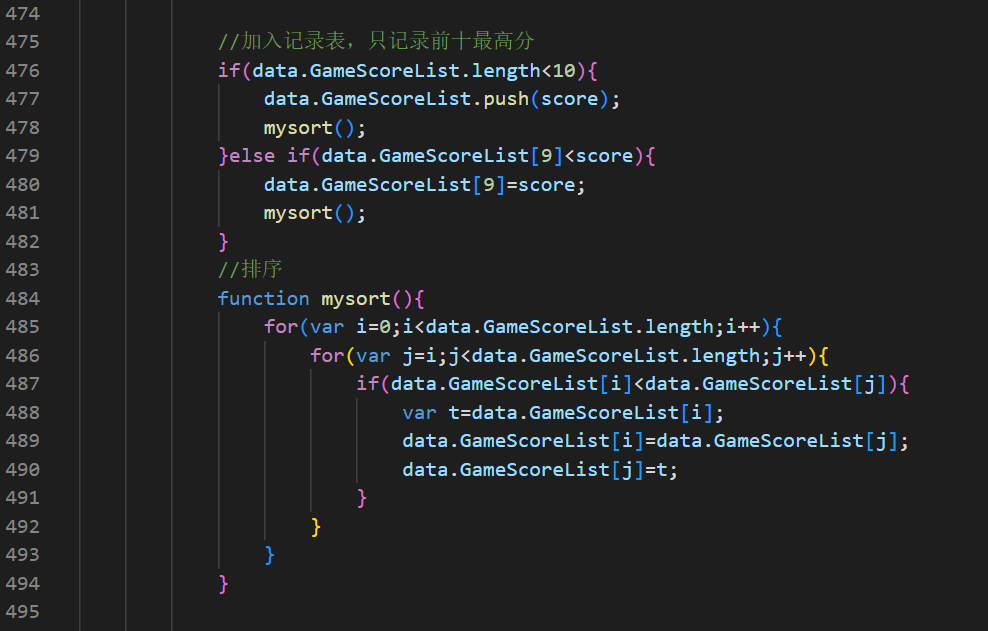 474
475 //加入记录表，只记录前十最高分
476 if(data.GameScoreList.length<10){
477 data.GameScoreList.push(score);
478 mysort();
479 }else if(data.GameScoreList[9]<score){
480 data.GameScoreList[9]=score;
481 mysort();
482 }
483 //排序
484 function mysort(){
485 for(var i=0;i<data.GameScoreList.length;i++){
486 for(var j=i;j<data.GameScoreList.length;j++){
487 if(data.GameScoreList[i]<data.GameScoreList[j]){
488 var t=data.GameScoreList[i];
489 data.GameScoreList[i]=data.GameScoreList[j];
490 data.GameScoreList[j]=t;
491 }
492 }
493 }
494 }
495